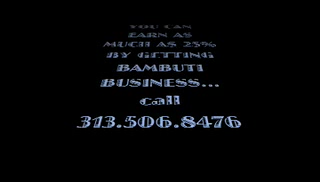 YOU CAN
EARN AS
MUCH AS 25%
BY GETTING
BAMBUTI
BUSINESS...
call
313.506.8476